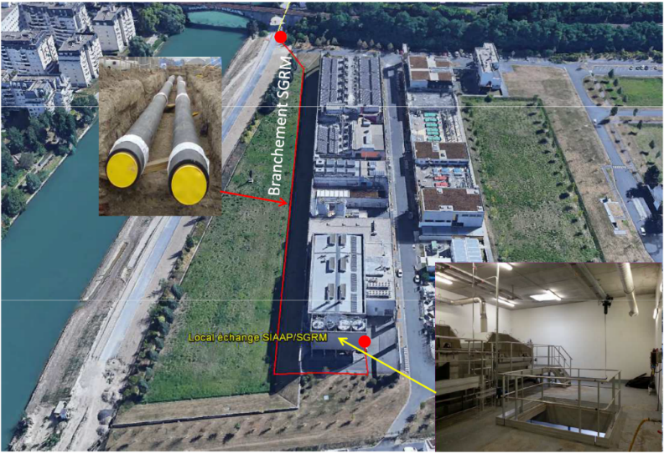 Branchement SGRM
Local échange SIAAP/SGRM